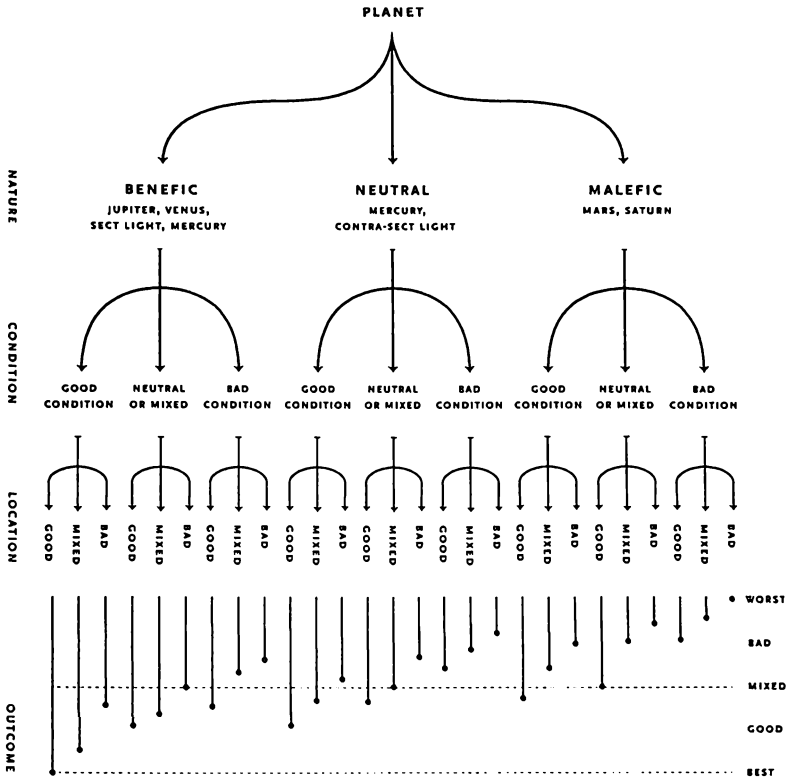 PLANET
NATURE
BENEFIC
JUPITER, VENUS,
SECT LIGHT, MERCURY
NEUTRAL
MERCURY,
CONTRA-SECT LIGHT
MALEFIC
MARS, SATURN
CONDITION
GOOD
CONDITION
NEUTRAL
OR MIXED
BAD
CONDITION
GOOD
CONDITION
NEUTRAL
OR MIXED
BAD
CONDITION
GOOD
CONDITION
NEUTRAL
OR MIXED
BAD
CONDITION
LOCATION
GOOD
MIXED
BAD
GOOD
MIXED
BAD
GOOD
MIXED
BAD
GOOD
MIXED
BAD
GOOD
MIXED
BAD
GOOD
MIXED
BAD
GOOD
MIXED
BAD
GOOD
MIXED
BAD
GOOD
MIXED
BAD
OUTCOME
WORST
BAD
MIXED
GOOD
BEST